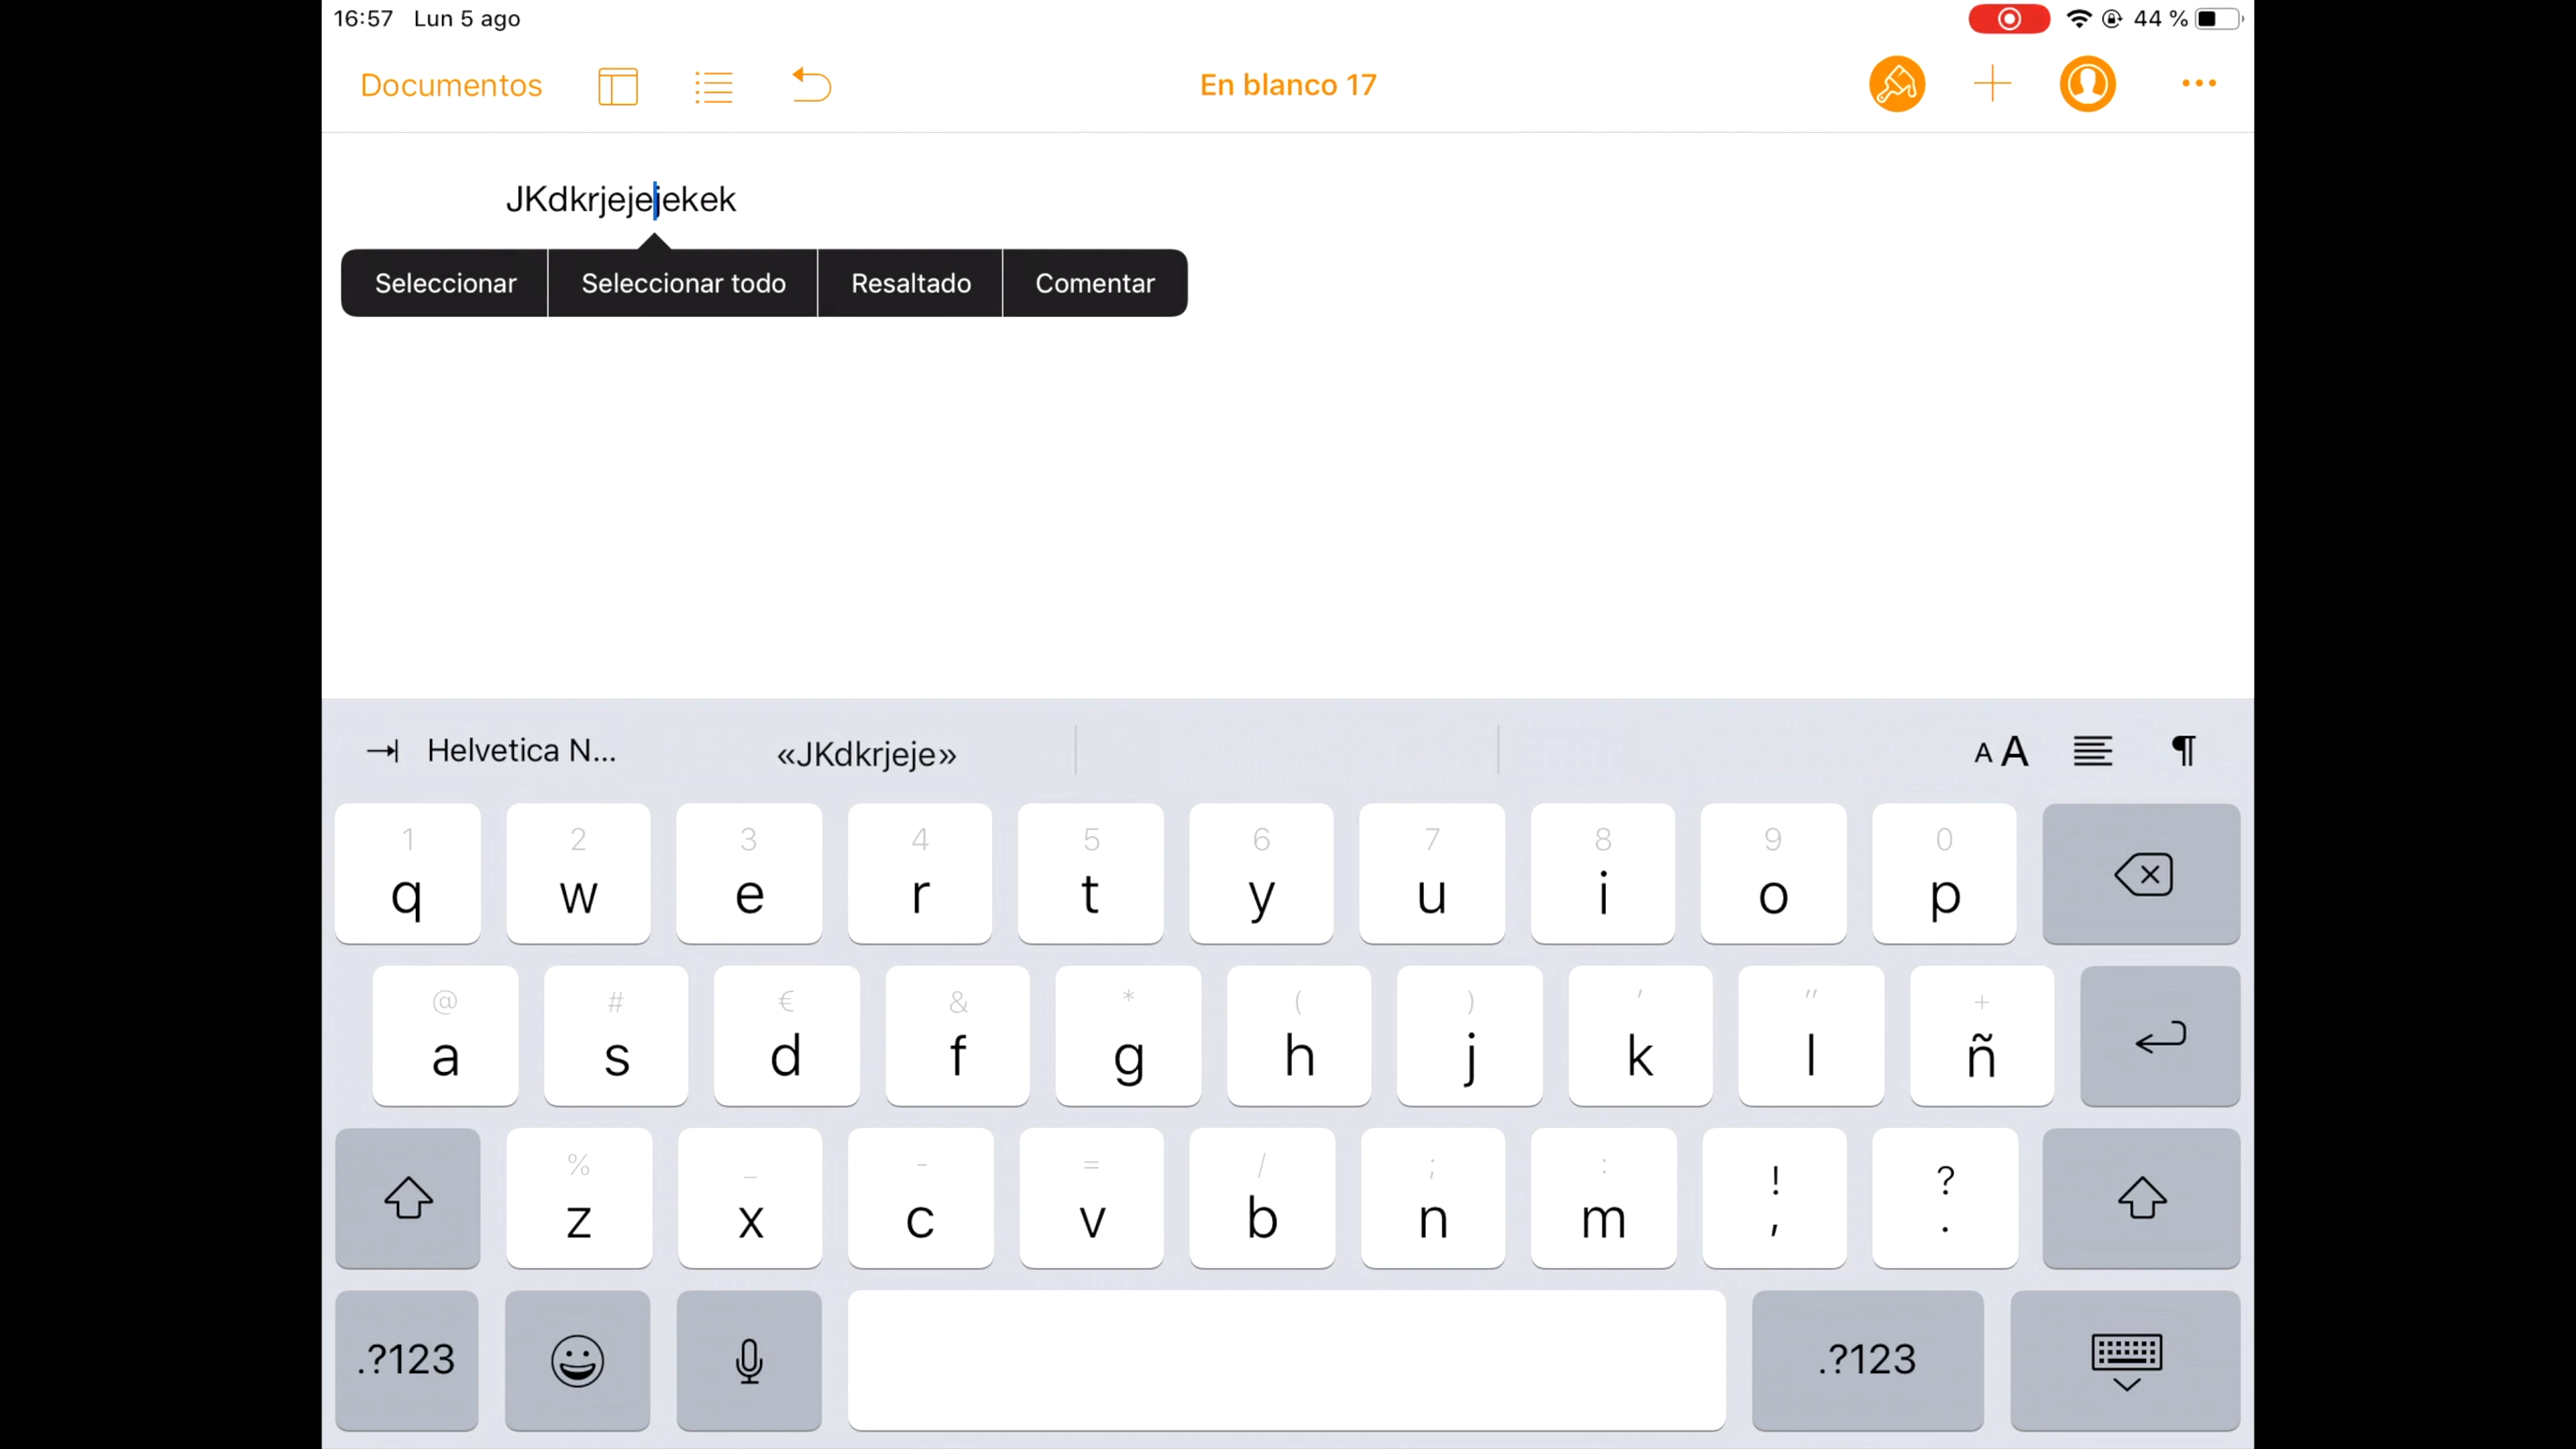 16:57 Lun 5 ago 44 %
Documentos En blanco 17
JKdkrjejejekek
Seleccionar Seleccionar todo Resaltado Comentar
Helvetica N... «JKdkrjeje» A A ¶
1 2 3 4 5 6 7 8 9 0
q w e r t y u i o p
@ # € & * ( ) ' " +
a s d f g h j k l ñ
% _ - = / ; : ! ?
z x c v b n m , .
.?123 .?123